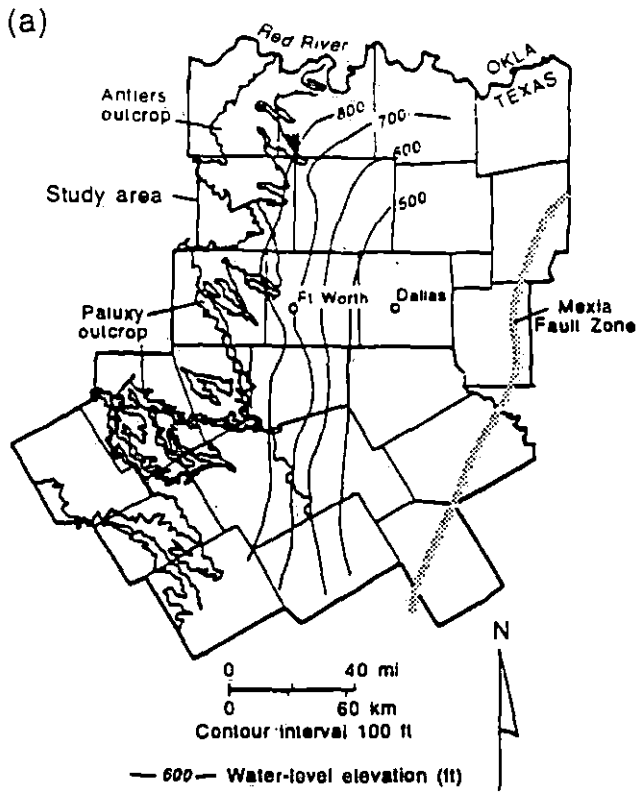 (a)
Red River
OKLA
TEXAS
Antlers
outcrop
800
700
600
500
Study area
Ft Worth
Dallas
Paluxy
outcrop
Mexia
Fault Zone
N
0 40 mi
0 60 km
Contour interval 100 ft
600 Water-level elevation (ft)